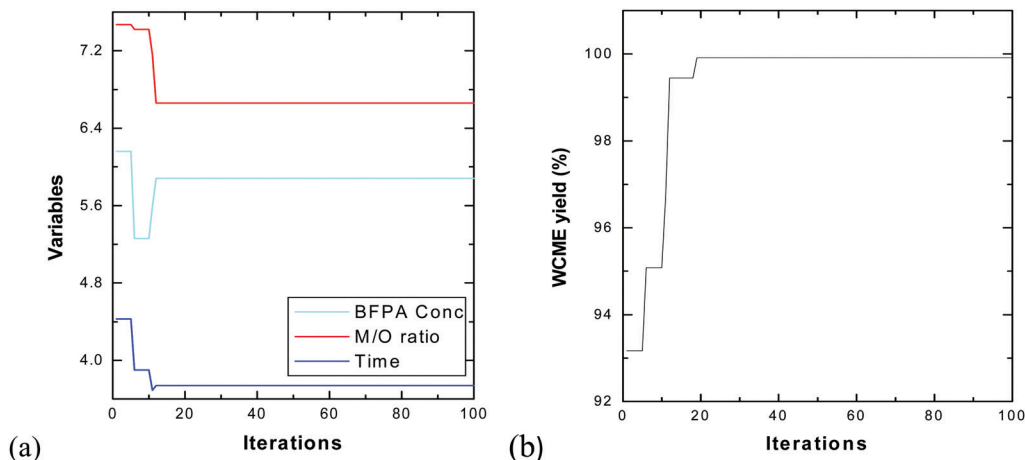 7.2
6.4
5.6
4.8
4.0
Variables
BFPA Conc
M/O ratio
Time
0 20 40 60 80 100
Iterations
(a)
100
98
96
94
92
WCME yield (%)
0 20 40 60 80 100
Iterations
(b)